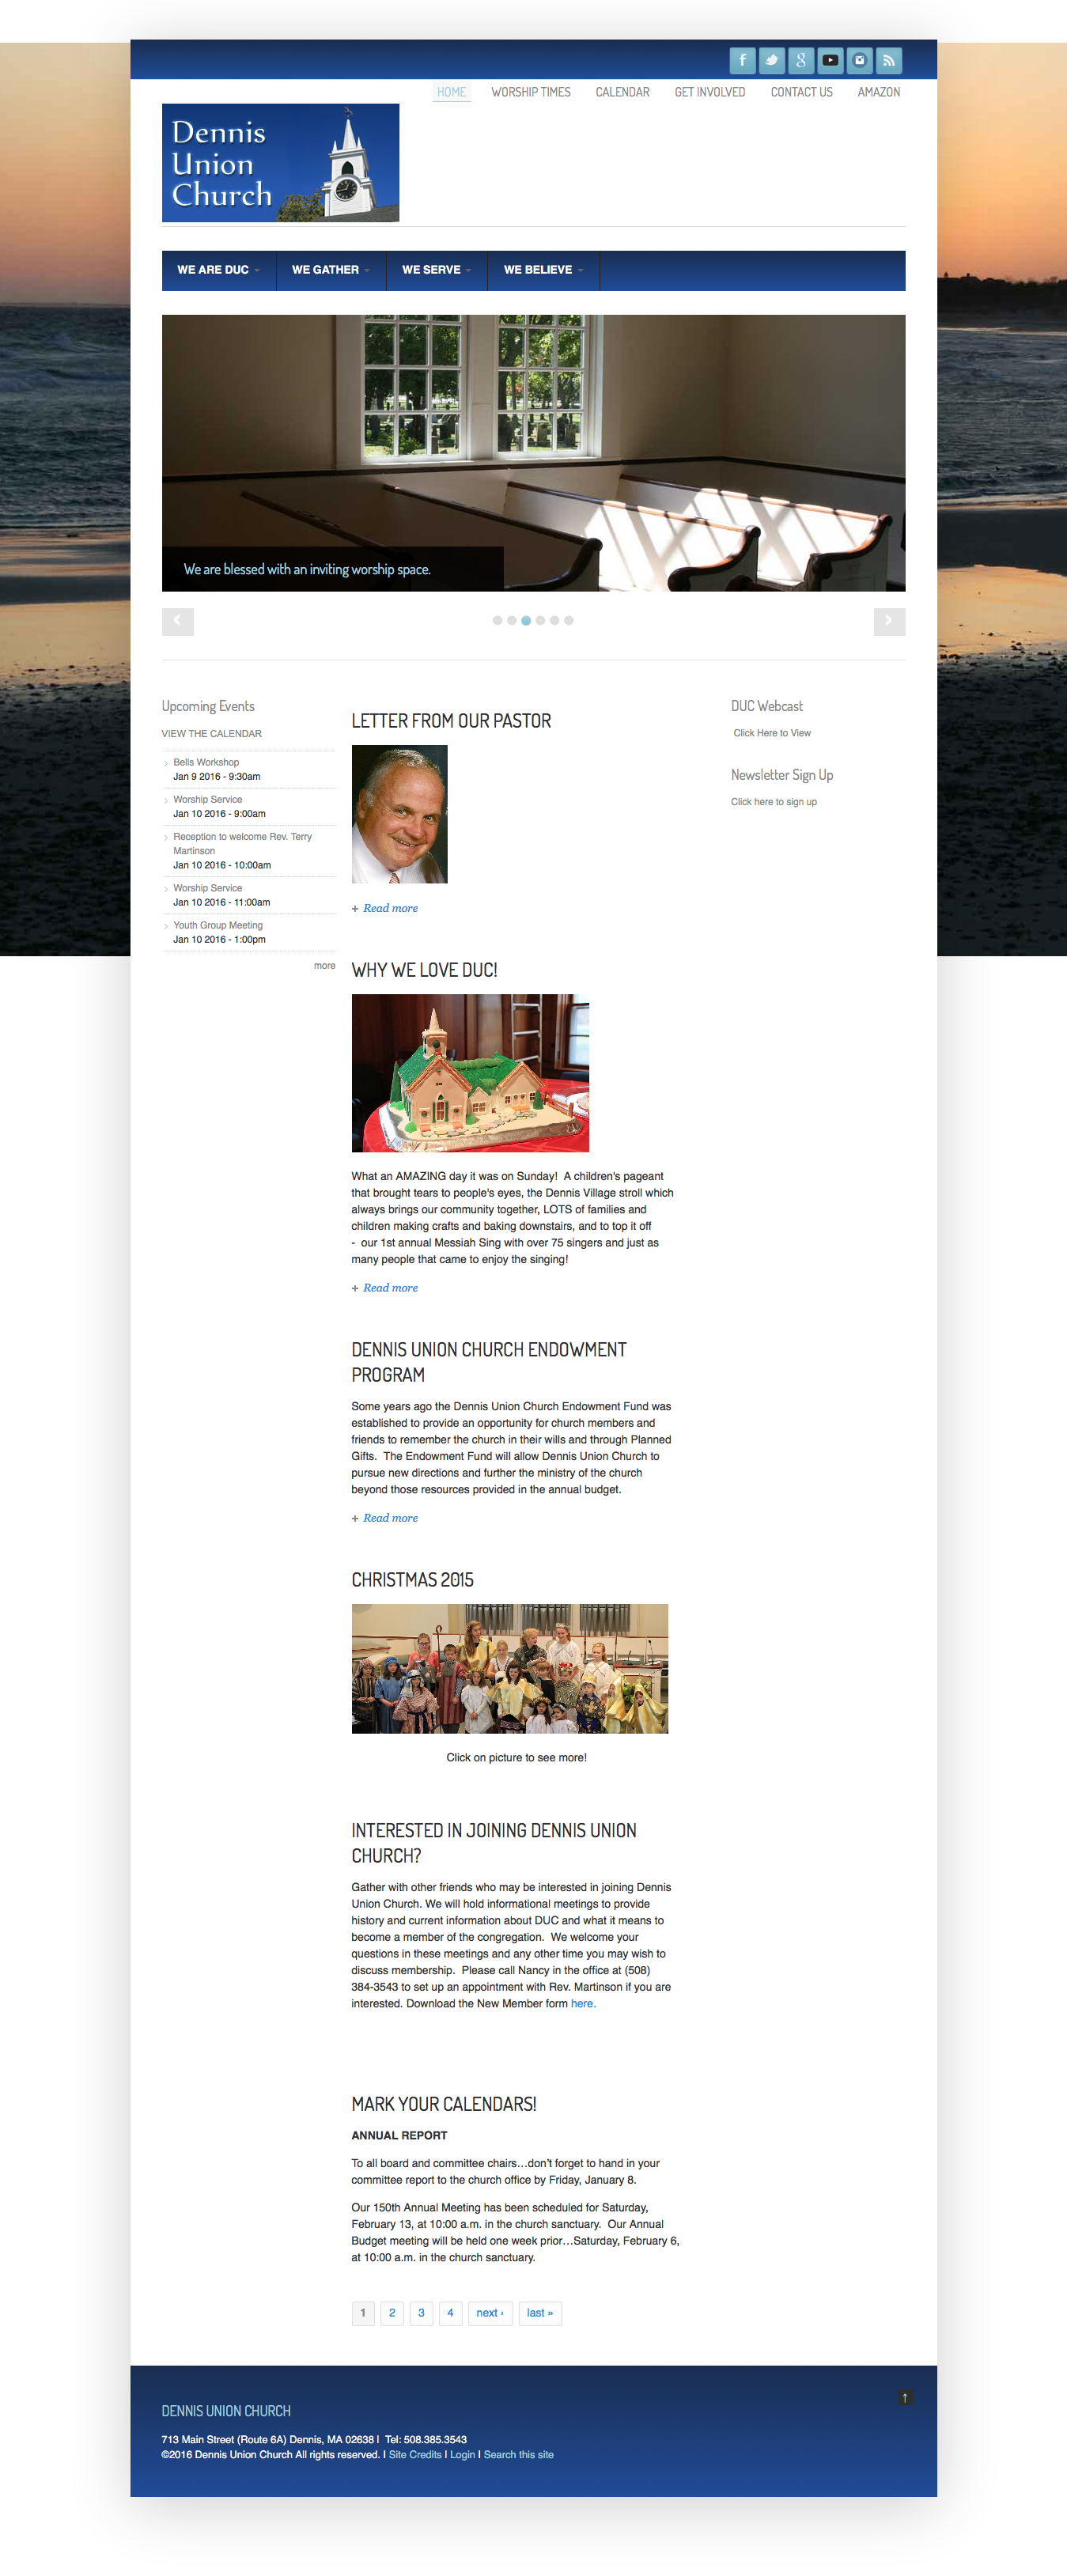 HOME WORSHIP TIMES CALENDAR GET INVOLVED CONTACT US AMAZON
Dennis
Union
Church
WE ARE DUC WE GATHER WE SERVE WE BELIEVE
We are blessed with an inviting worship space.
Upcoming Events
VIEW THE CALENDAR
Bells Workshop
Jan 9 2016 - 9:30am
Worship Service
Jan 10 2016 - 9:00am
Reception to welcome Rev. Terry
Martinson
Jan 10 2016 - 10:00am
Worship Service
Jan 10 2016 - 11:00am
Youth Group Meeting
Jan 10 2016 - 1:00pm
more
LETTER FROM OUR PASTOR
+ Read more
WHY WE LOVE DUC!
What an AMAZING day it was on Sunday!  A children's pageant
that brought tears to people's eyes, the Dennis Village stroll which
always brings our community together, LOTS of families and
children making crafts and baking downstairs, and to top it off
-  our 1st annual Messiah Sing with over 75 singers and just as
many people that came to enjoy the singing!
+ Read more
DENNIS UNION CHURCH ENDOWMENT
PROGRAM
Some years ago the Dennis Union Church Endowment Fund was
established to provide an opportunity for church members and
friends to remember the church in their wills and through Planned
Gifts.  The Endowment Fund will allow Dennis Union Church to
pursue new directions and further the ministry of the church
beyond those resources provided in the annual budget.
+ Read more
CHRISTMAS 2015
Click on picture to see more!
INTERESTED IN JOINING DENNIS UNION
CHURCH?
Gather with other friends who may be interested in joining Dennis
Union Church. We will hold informational meetings to provide
history and current information about DUC and what it means to
become a member of the congregation.  We welcome your
questions in these meetings and any other time you may wish to
discuss membership.  Please call Nancy in the office at (508)
384-3543 to set up an appointment with Rev. Martinson if you are
interested. Download the New Member form here.
MARK YOUR CALENDARS!
ANNUAL REPORT
To all board and committee chairs…don't forget to hand in your
committee report to the church office by Friday, January 8.
Our 150th Annual Meeting has been scheduled for Saturday,
February 13, at 10:00 a.m. in the church sanctuary.  Our Annual
Budget meeting will be held one week prior…Saturday, February 6,
at 10:00 a.m. in the church sanctuary.
1 2 3 4 next › last »
DUC Webcast
Click Here to View
Newsletter Sign Up
Click here to sign up
DENNIS UNION CHURCH
713 Main Street (Route 6A) Dennis, MA 02638 |  Tel: 508.385.3543
©2016 Dennis Union Church All rights reserved. | Site Credits | Login | Search this site